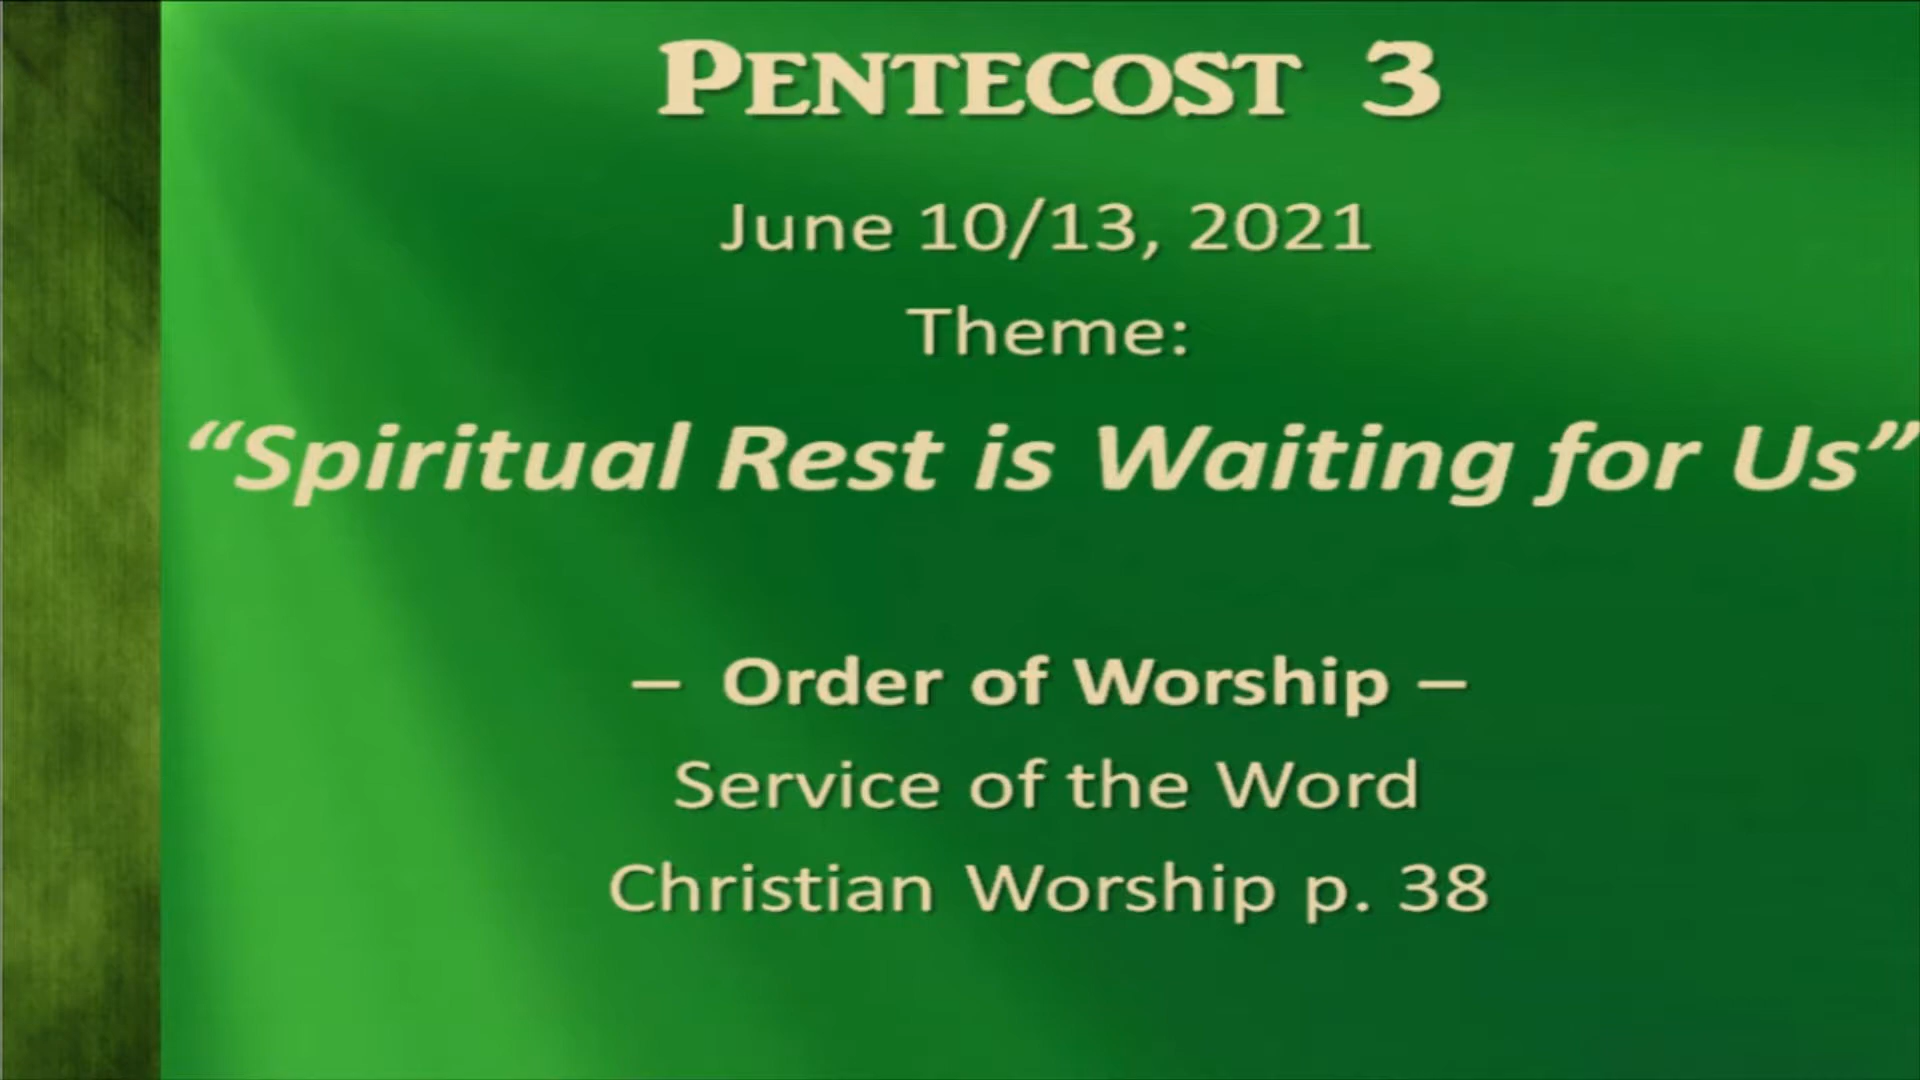 PENTECOST 3
June 10/13, 2021
Theme:
“Spiritual Rest is Waiting for Us”
– Order of Worship –
Service of the Word
Christian Worship p. 38